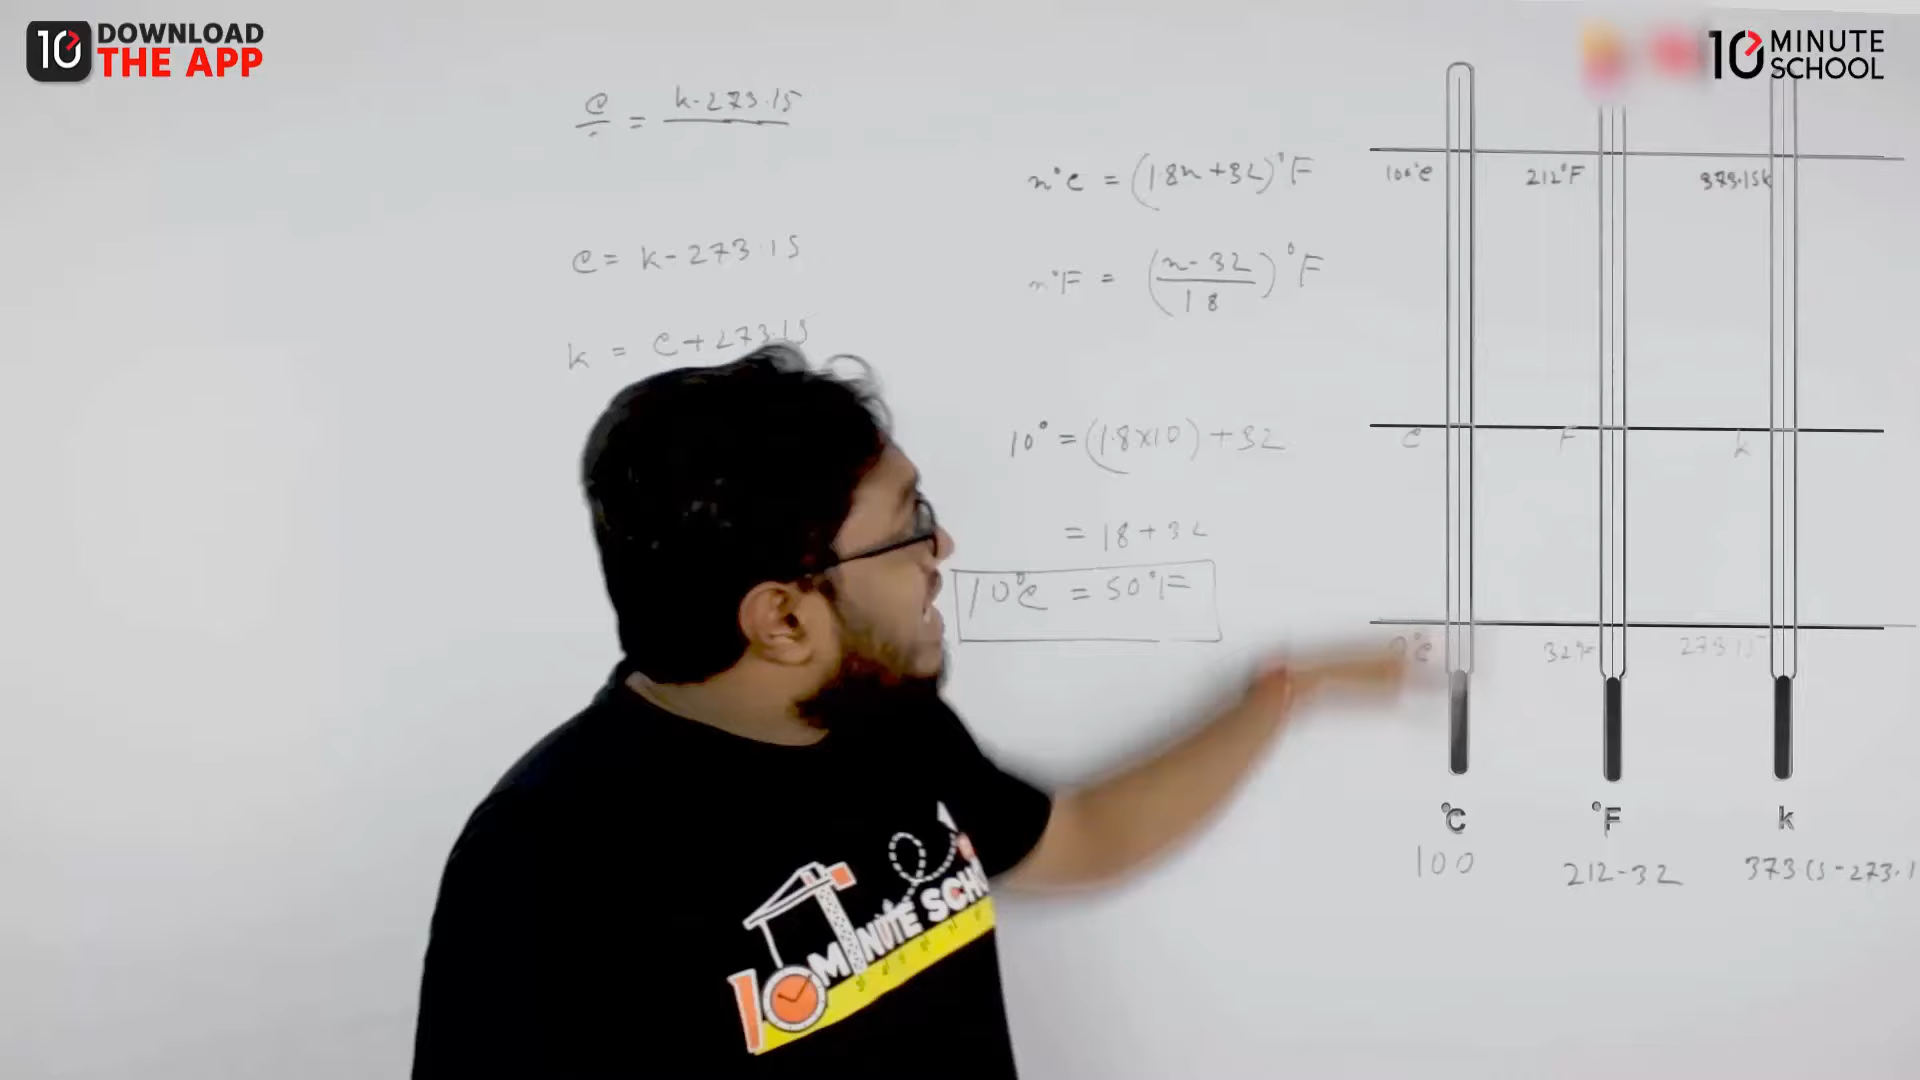 DOWNLOAD
THE APP
10 MINUTE
SCHOOL
C = K-273.15
C = K-273.15
K = C+273.15
n°C = (1.8n+32)°F
n°F = (n-32/1.8)°F
10° = (1.8×10) +32
= 18+32
10°C = 50°F
100°C 212°F 373.15K
C F K
0°C 32°F 273.15
°C °F k
100 212-32 373.15-273.1
10 MINUTE SCHOOL